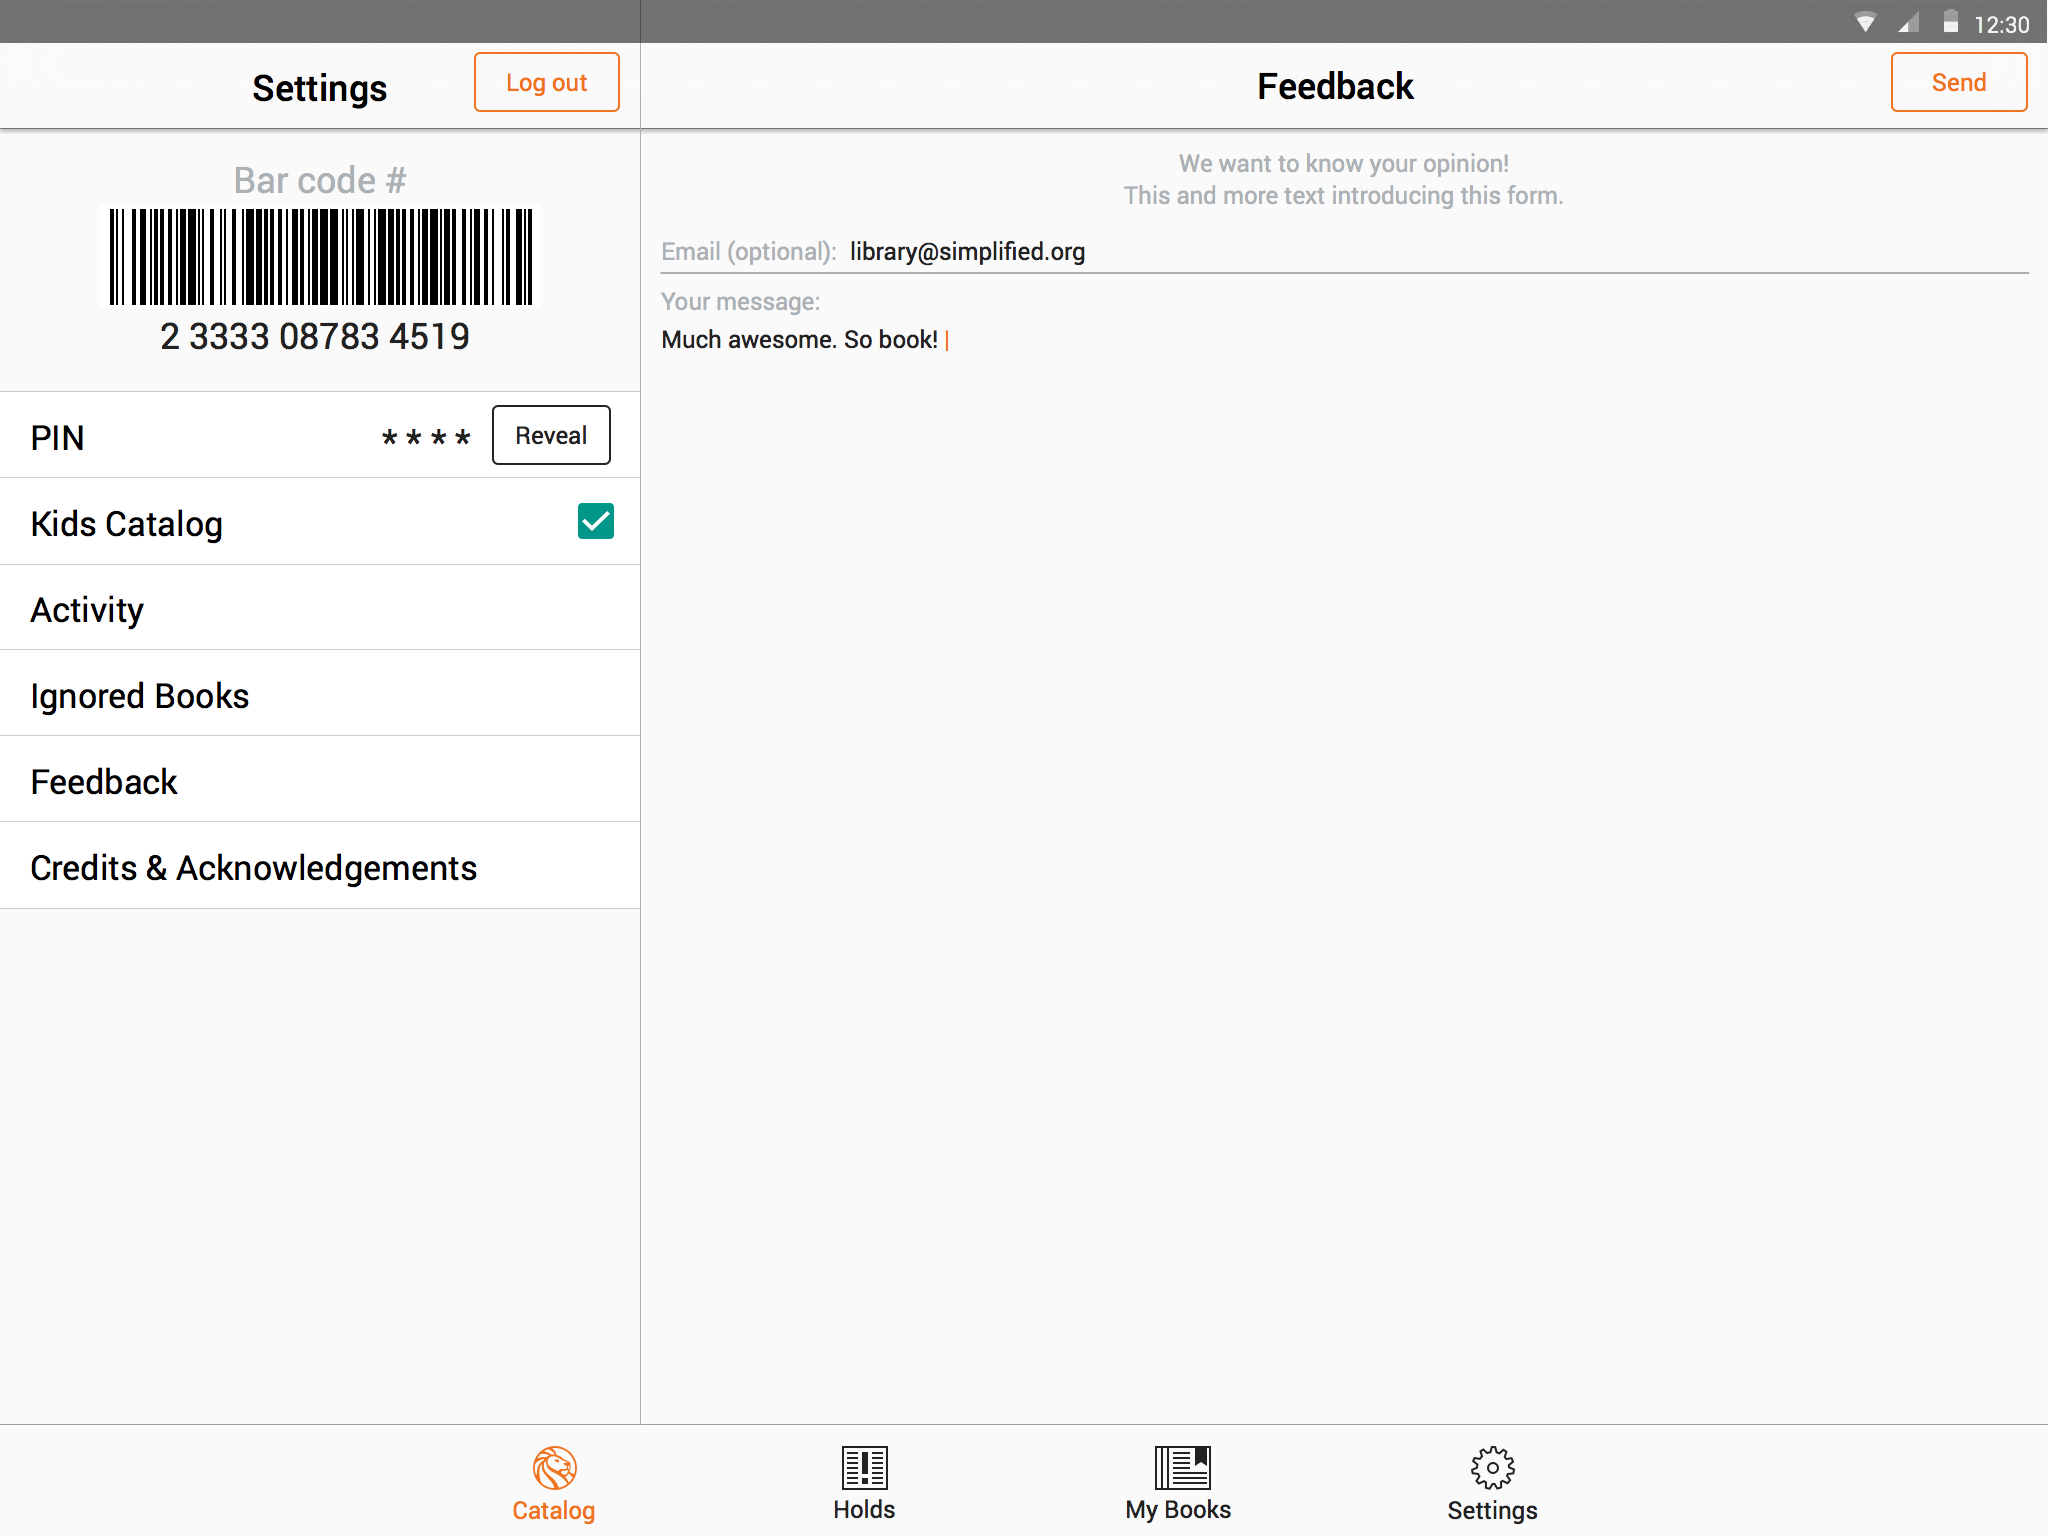 12:30
Settings
Log out
Feedback
Send
Bar code #
2 3333 08783 4519
PIN
* * * *
Reveal
Kids Catalog
Activity
Ignored Books
Feedback
Credits & Acknowledgements
We want to know your opinion!
This and more text introducing this form.
Email (optional): library@simplified.org
Your message:
Much awesome. So book!
Catalog
Holds
My Books
Settings